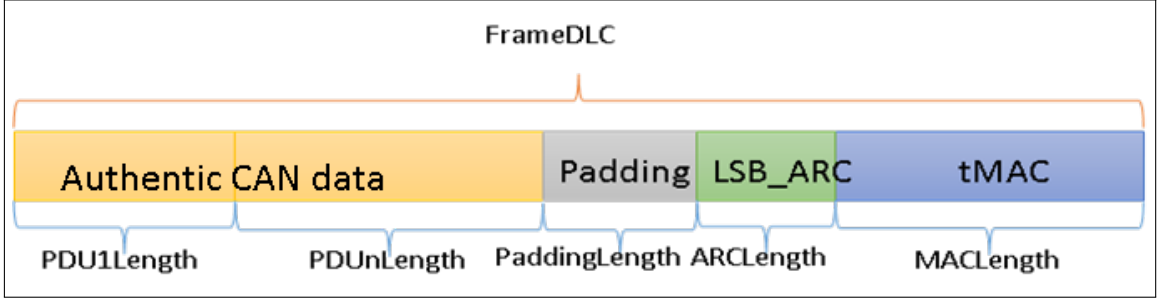 FrameDLC
Authentic CAN data Padding LSB_ARC tMAC
PDU1Length PDUnLength PaddingLength ARCLength MACLength